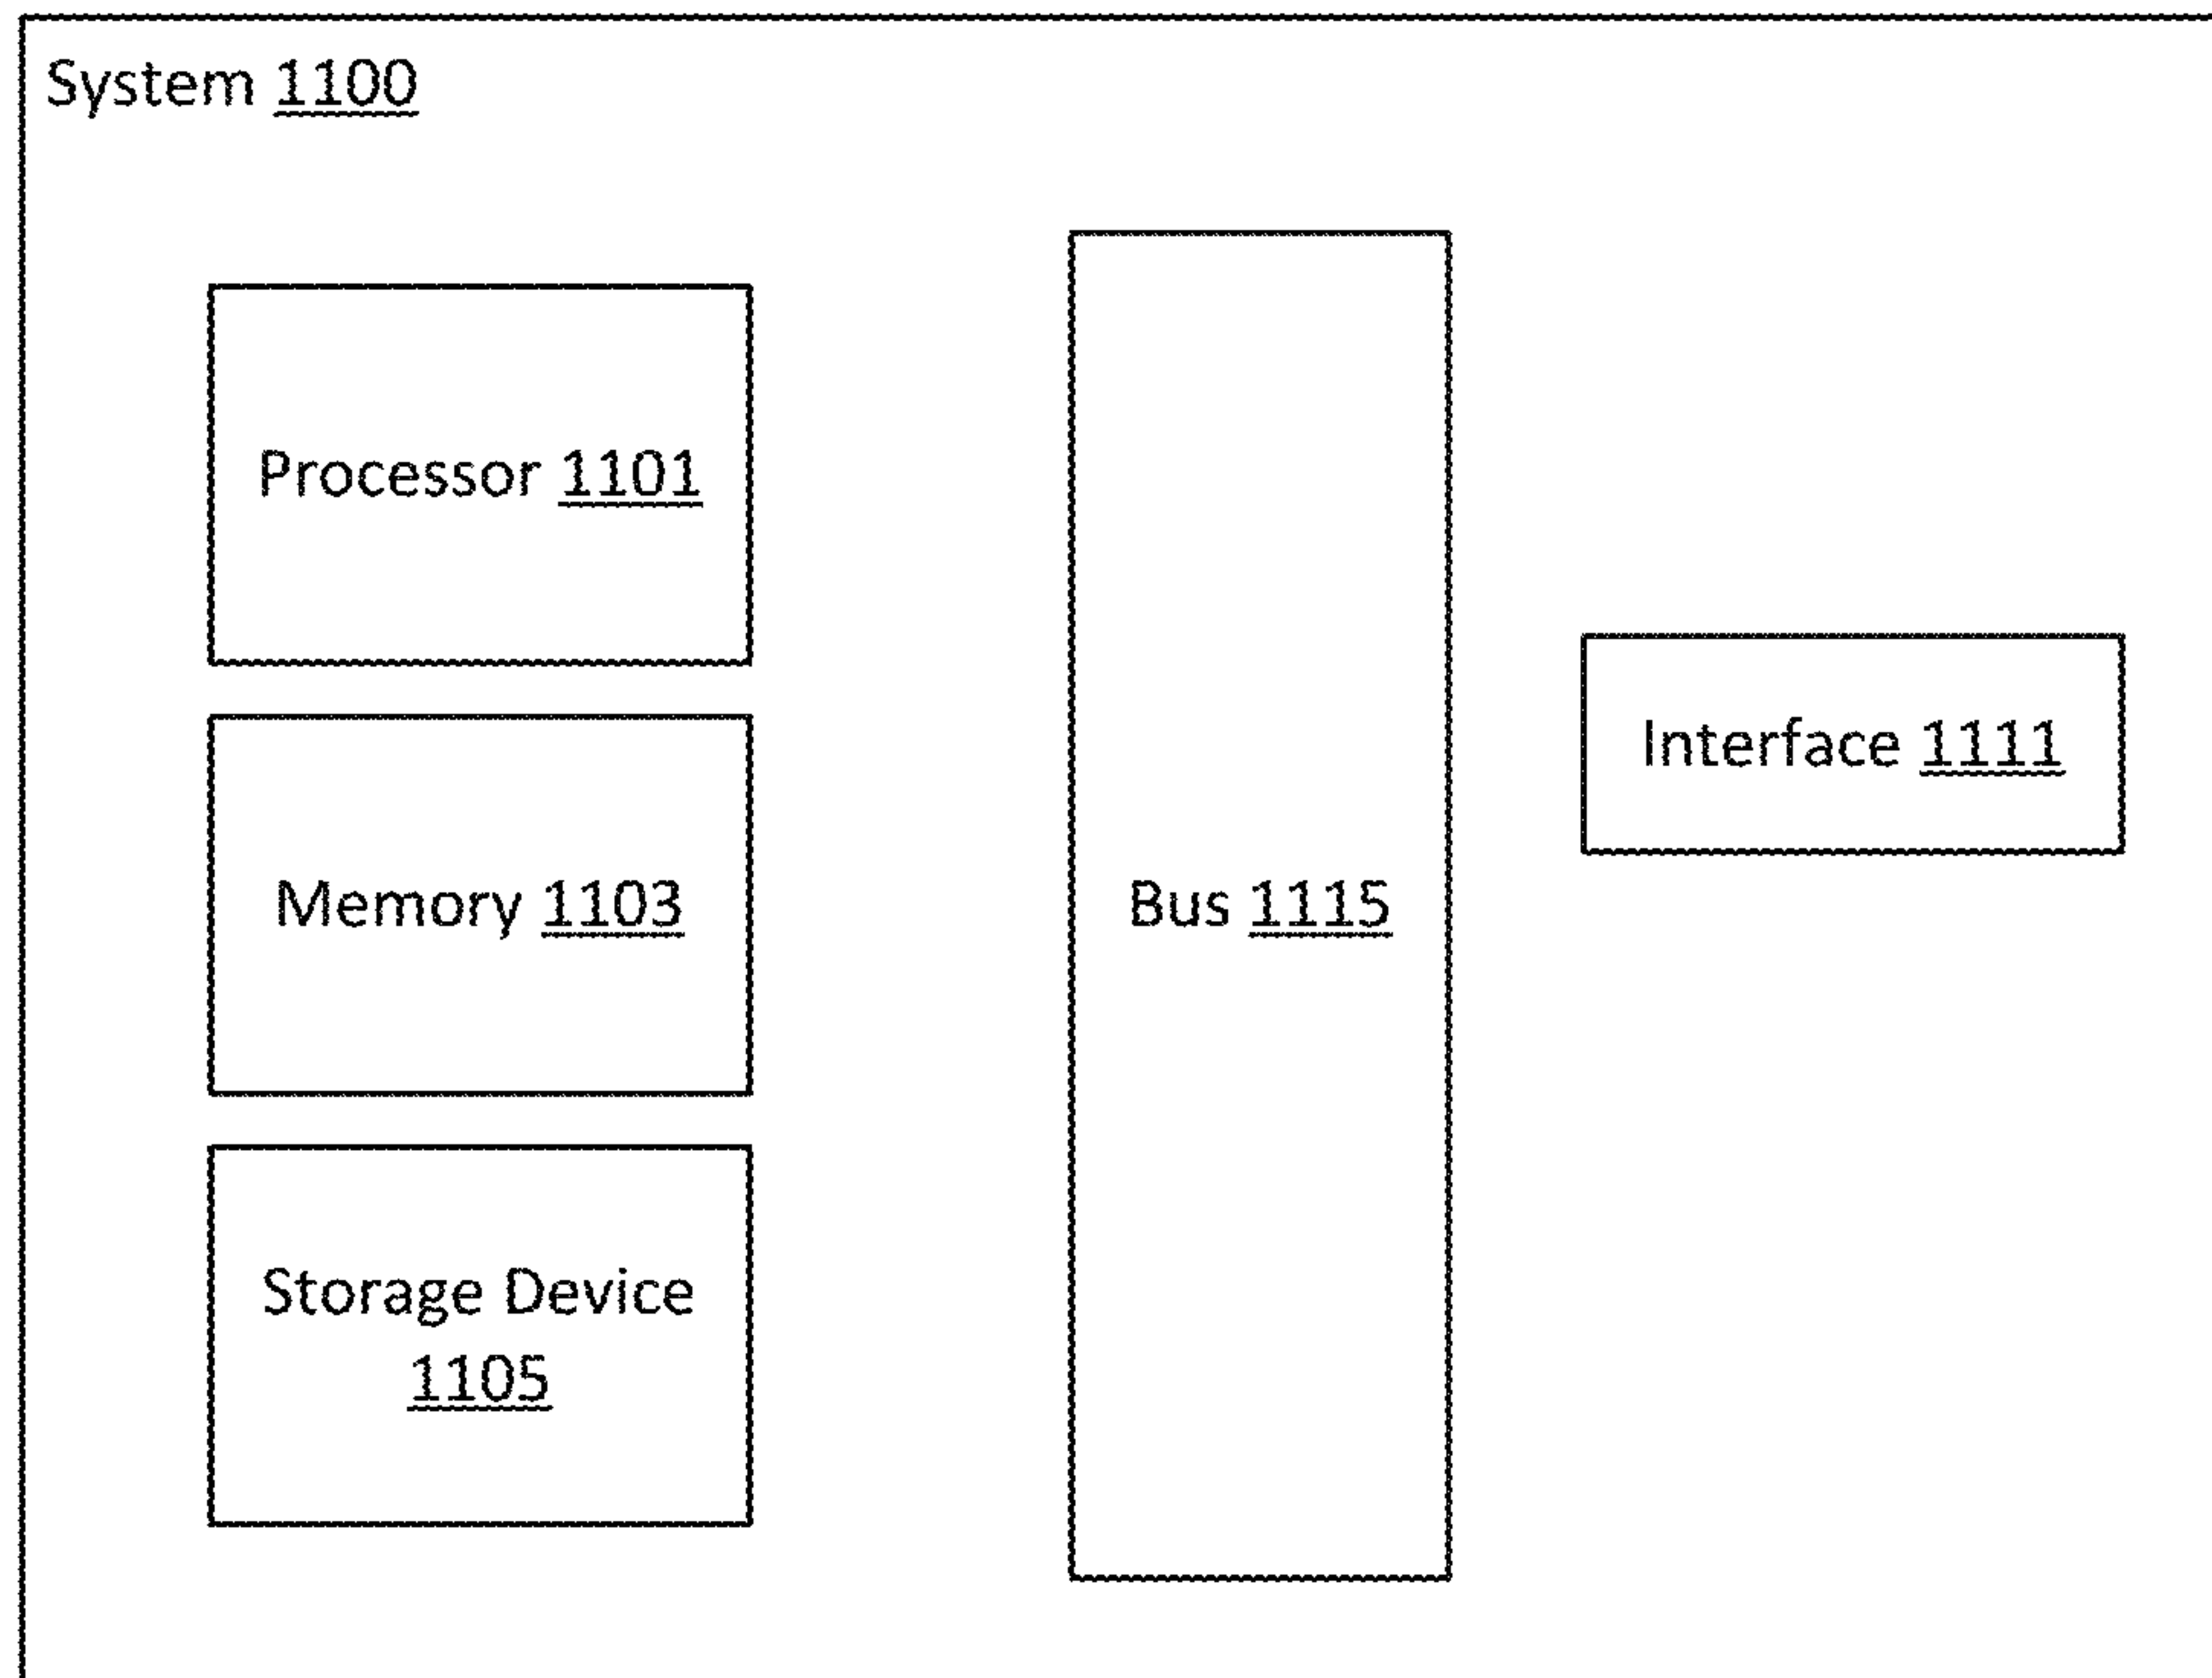 System 1100
Processor 1101
Memory 1103
Storage Device
1105
Bus 1115
Interface 1111